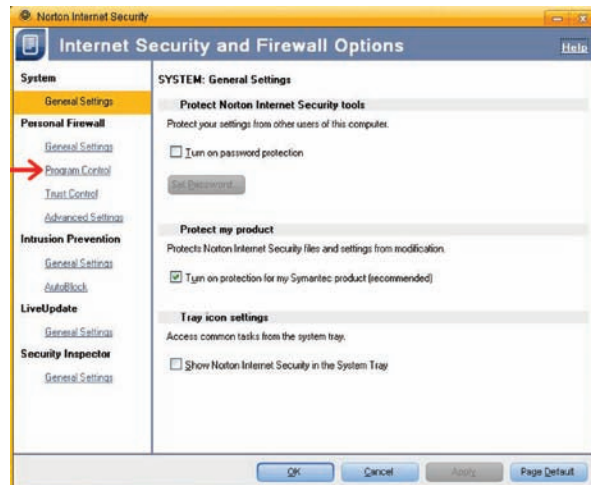 Norton Internet Security
Internet Security and Firewall Options
Help
System
General Settings
Personal Firewall
General Settings
Program Control
Trust Control
Advanced Settings
Intrusion Prevention
General Settings
AutoBlock
LiveUpdate
General Settings
Security Inspector
General Settings
SYSTEM: General Settings
Protect Norton Internet Security tools
Protect your settings from other users of this computer.
Turn on password protection
Set Password...
Protect my product
Protects Norton Internet Security files and settings from modification.
Turn on protection for my Symantec product (recommended)
Tray icon settings
Access common tasks from the system tray.
Show Norton Internet Security in the System Tray
OK
Cancel
Apply
Page Default